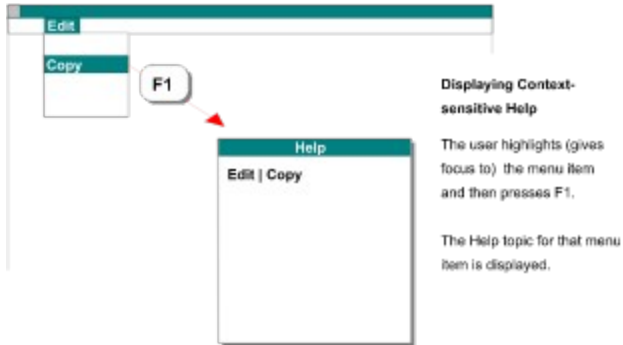 Edit
Copy
F1
Help
Edit | Copy
Displaying Context-
sensitive Help
The user highlights (gives
focus to) the menu item
and then presses F1.
The Help topic for that menu
item is displayed.